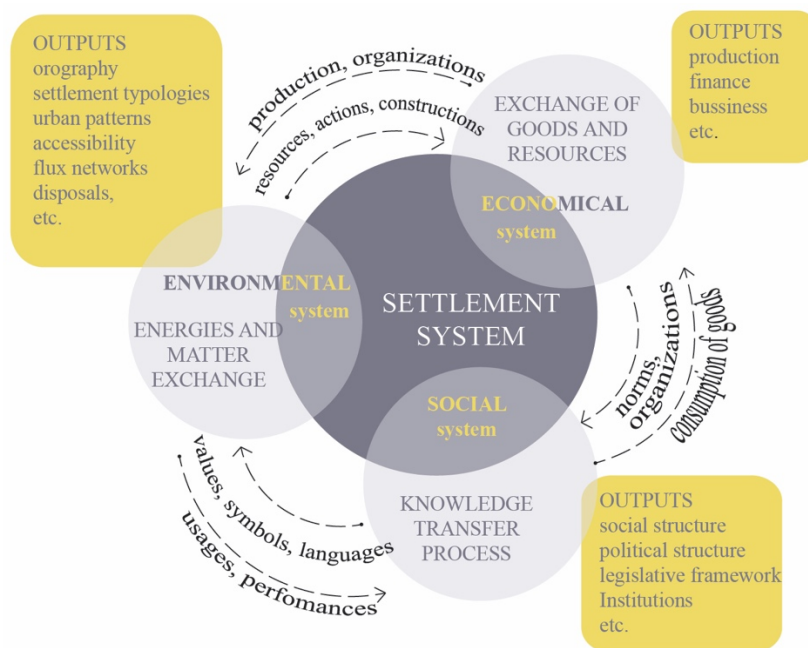 OUTPUTS
orography
settlement typologies
urban patterns
accessibility
flux networks
disposals,
etc.
production, organizations
resources, actions, constructions
OUTPUTS
production
finance
bussiness
etc.
EXCHANGE OF
GOODS AND
RESOURCES
ECONOMICAL
system
ENVIRONMENTAL
system
ENERGIES AND
MATTER
EXCHANGE
SETTLEMENT
SYSTEM
norms,
organizations
consumption of goods
SOCIAL
system
KNOWLEDGE
TRANSFER
PROCESS
values, symbols, languages
usages, perfomances
OUTPUTS
social structure
political structure
legislative framework
Institutions
etc.